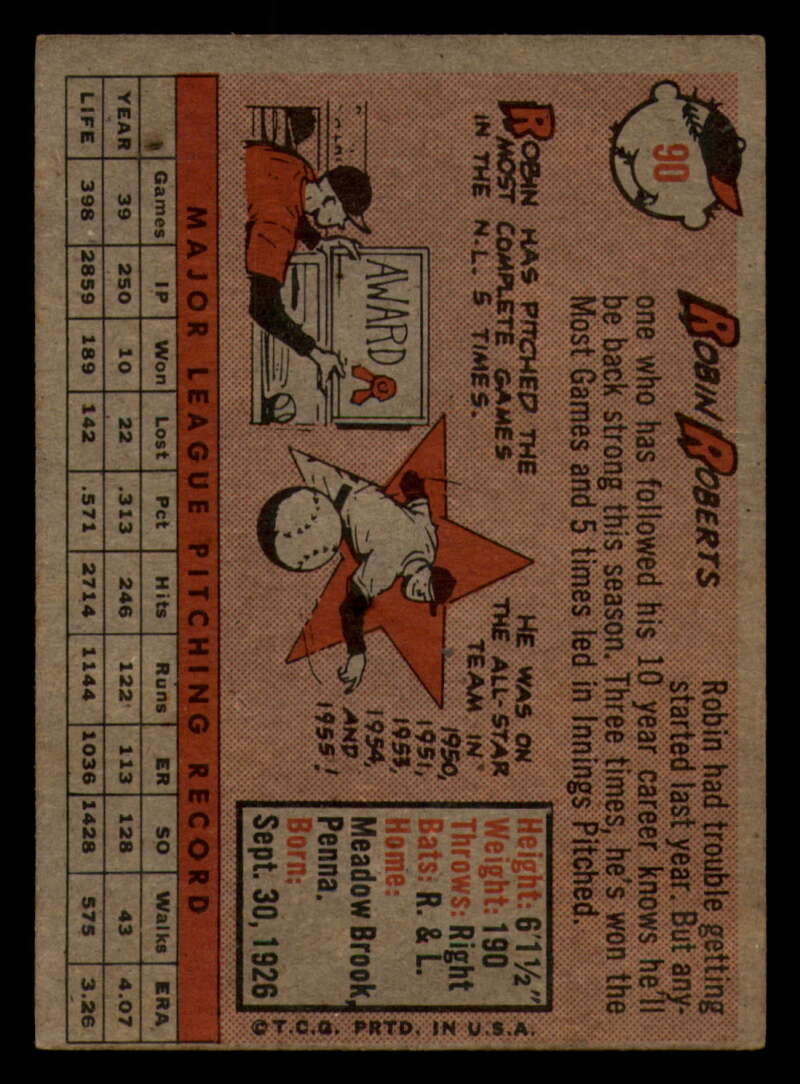 90
ROBIN ROBERTS
Robin had trouble getting
started last year. But any-
one who has followed his 10 year career knows he'll
be back strong this season. Three times, he's won the
Most Games and 5 times led in Innings Pitched.
ROBIN HAS PITCHED THE
MOST COMPLETE GAMES
IN THE N.L. 5 TIMES.
AWARD
HE WAS ON
THE ALL-STAR
TEAM IN
1950,
1951,
1953,
1954,
AND
1955!
Height: 6'1½"
Weight: 190
Throws: Right
Bats: R. & L.
Home:
Meadow Brook,
Penna.
Born:
Sept. 30, 1926
©T.C.G. PRTD. IN U.S.A.
MAJOR LEAGUE PITCHING RECORD
Games IP Won Lost Pct Hits Runs ER SO Walks ERA
YEAR 39 250 10 22 .313 246 122 113 128 43 4.07
LIFE 398 2859 189 142 .571 2714 1144 1036 1428 575 3.26